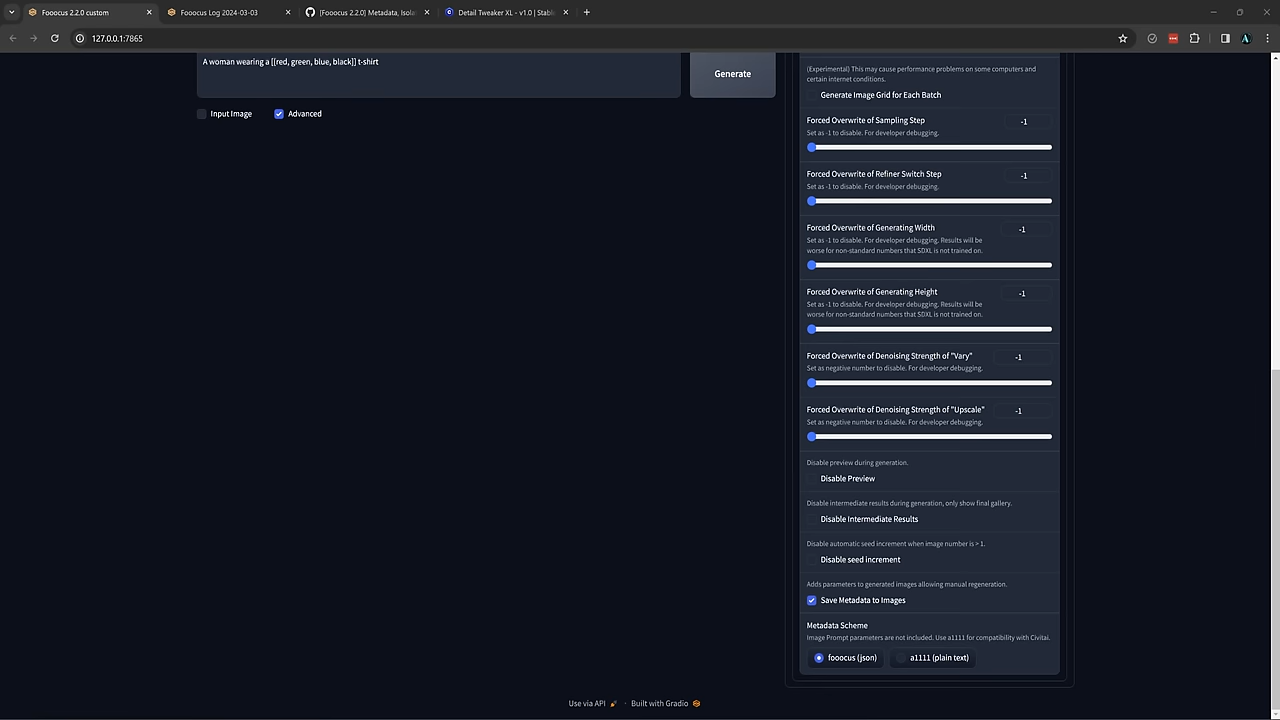 Fooocus 2.2.0 custom
Fooocus Log 2024-03-03
[Fooocus 2.2.0] Metadata, Isola
Detail Tweaker XL - v1.0 | Stabl
127.0.0.1:7865
A woman wearing a [[red, green, blue, black]] t-shirt
Generate
Input Image
Advanced
(Experimental) This may cause performance problems on some computers and
certain internet conditions.
Generate Image Grid for Each Batch
Forced Overwrite of Sampling Step
-1
Set as -1 to disable. For developer debugging.
Forced Overwrite of Refiner Switch Step
-1
Set as -1 to disable. For developer debugging.
Forced Overwrite of Generating Width
-1
Set as -1 to disable. For developer debugging. Results will be
worse for non-standard numbers that SDXL is not trained on.
Forced Overwrite of Generating Height
-1
Set as -1 to disable. For developer debugging. Results will be
worse for non-standard numbers that SDXL is not trained on.
Forced Overwrite of Denoising Strength of "Vary"
-1
Set as negative number to disable. For developer debugging.
Forced Overwrite of Denoising Strength of "Upscale"
-1
Set as negative number to disable. For developer debugging.
Disable preview during generation.
Disable Preview
Disable intermediate results during generation, only show final gallery.
Disable Intermediate Results
Disable automatic seed increment when image number is > 1.
Disable seed increment
Adds parameters to generated images allowing manual regeneration.
Save Metadata to Images
Metadata Scheme
Image Prompt parameters are not included. Use a1111 for compatibility with Civitai.
fooocus (json)
a1111 (plain text)
Use via API · Built with Gradio